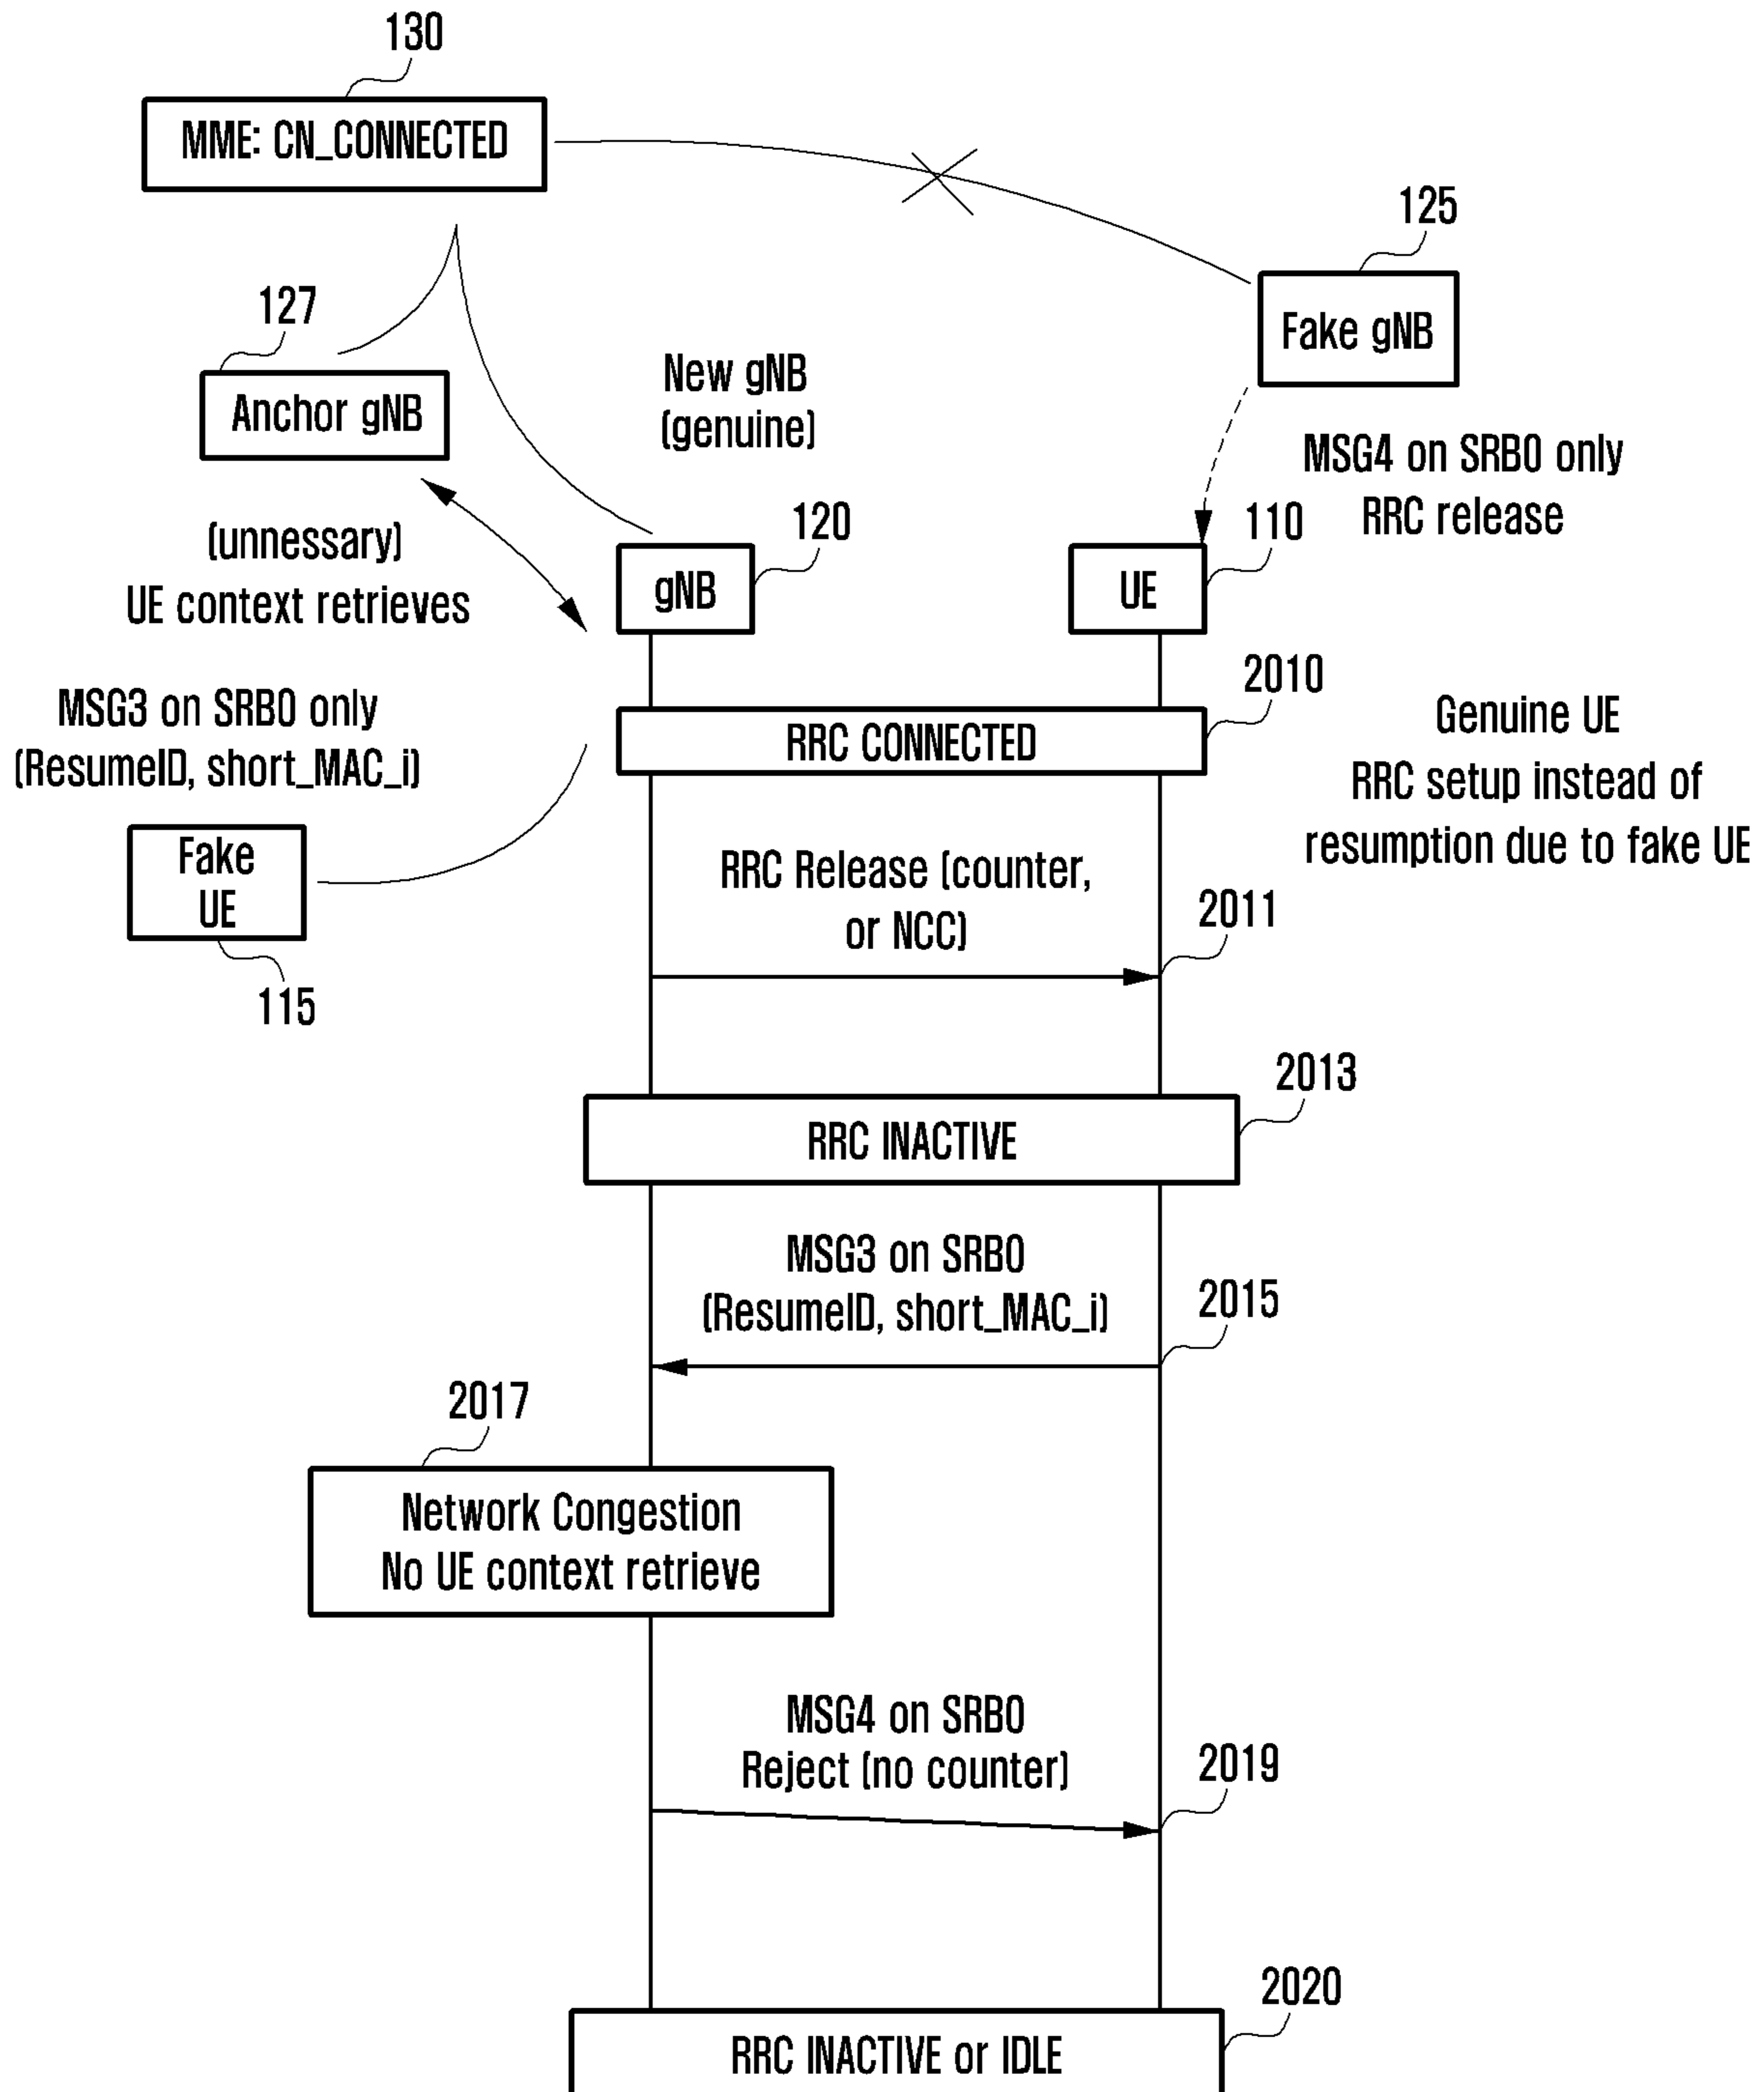 130
MME: CN_CONNECTED
125
Fake gNB
127
Anchor gNB
New gNB
(genuine)
MSG4 on SRB0 only
RRC release
(unnessary)
UE context retrieves
120
gNB
110
UE
MSG3 on SRB0 only
(ResumeID, short_MAC_i)
2010
RRC CONNECTED
Genuine UE
RRC setup instead of
resumption due to fake UE
Fake
UE
115
RRC Release (counter,
or NCC)
2011
2013
RRC INACTIVE
MSG3 on SRB0
(ResumeID, short_MAC_i)
2015
2017
Network Congestion
No UE context retrieve
MSG4 on SRB0
Reject (no counter)
2019
2020
RRC INACTIVE or IDLE